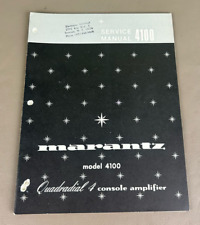 SERVICE
MANUAL 4100
marantz
model 4100
Quadradial 4 console amplifier